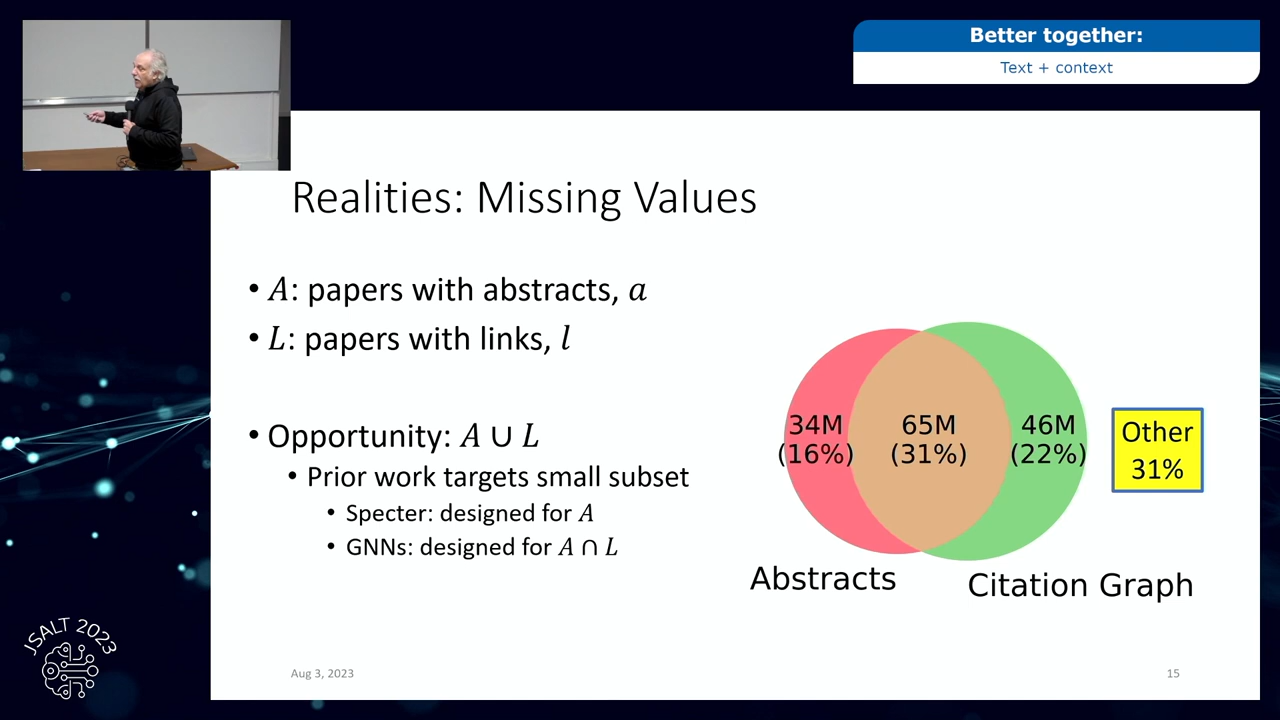 Better together:
Text + context
Realities: Missing Values
• A: papers with abstracts, a
• L: papers with links, l
• Opportunity: A ∪ L
• Prior work targets small subset
• Specter: designed for A
• GNNs: designed for A ∩ L
34M
(16%)
65M
(31%)
46M
(22%)
Other
31%
Abstracts
Citation Graph
JSALT 2023
Aug 3, 2023
15